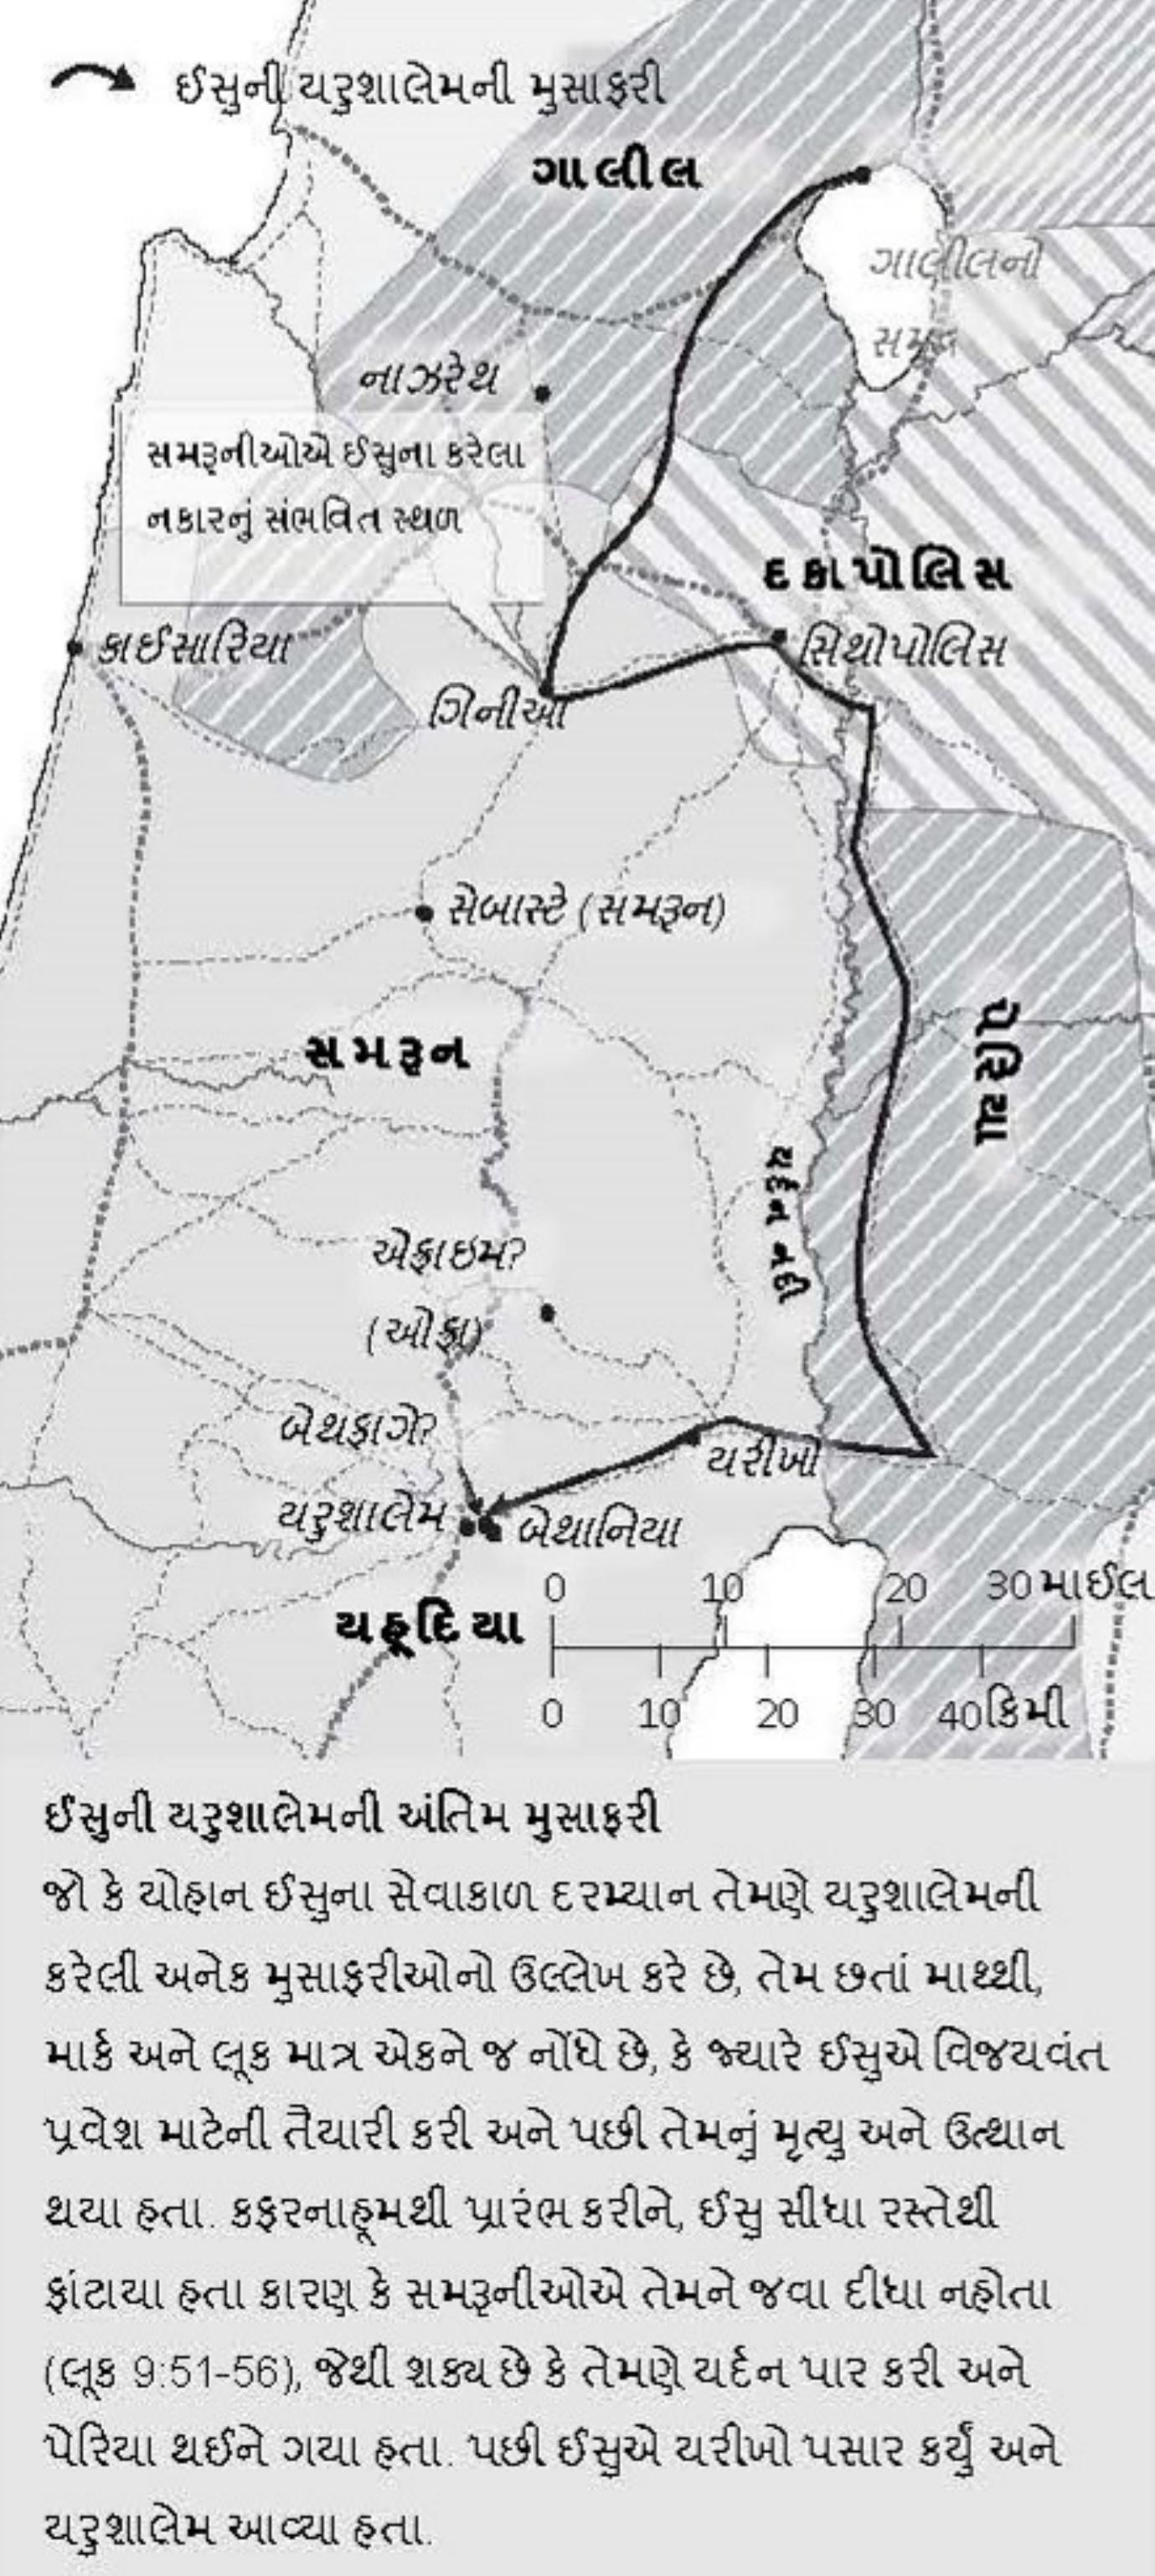 ઈસુની યરુશાલેમની મુસાફરી
ગાલીલ
ગાલીલનો
નાઝરેથ
સમરૂનીઓએ ઈસુના કરેલા
નકારનું સંભવિત સ્થળ
દકાપોલિસ
કાઈસારિયા
સિથોપોલિસ
ગિનીઆ
સેબાસ્ટે (સમરૂન)
સમરૂન
પેરિયા
યર્દન નદી
એફ્રાઇમ?
(ઓફ્રા)
બેથફાગે?
યરીખો
યરુશાલેમ
બેથાનિયા
0 10 20 30 માઈલ
યહૂદિયા
0 10 20 30 40 કિમી
ઈસુની યરુશાલેમની અંતિમ મુસાફરી
જો કે યોહાન ઈસુના સેવાકાળ દરમ્યાન તેમણે યરુશાલેમની
કરેલી અનેક મુસાફરીઓનો ઉલ્લેખ કરે છે, તેમ છતાં માથ્થી,
માર્ક અને લૂક માત્ર એકને જ નોંધે છે, કે જ્યારે ઈસુએ વિજયવંત
પ્રવેશ માટેની તૈયારી કરી અને પછી તેમનું મૃત્યુ અને ઉત્થાન
થયા હતા. કફરનાહૂમથી પ્રારંભ કરીને, ઈસુ સીધા રસ્તેથી
ફાંટાયા હતા કારણ કે સમરૂનીઓએ તેમને જવા દીધા નહોતા
(લૂક 9:51-56), જેથી શક્ય છે કે તેમણે યર્દન પાર કરી અને
પેરિયા થઈને ગયા હતા. પછી ઈસુએ યરીખો પસાર કર્યું અને
યરુશાલેમ આવ્યા હતા.